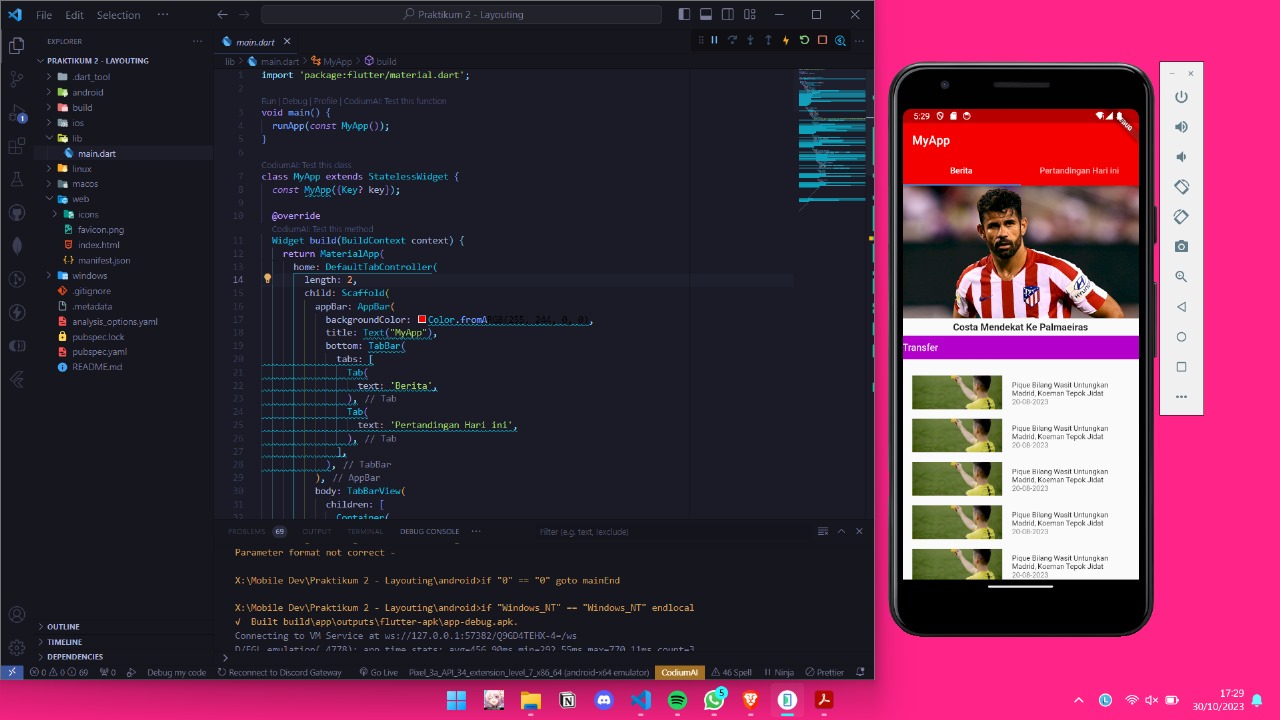 File Edit Selection ···
Praktikum 2 - Layouting
EXPLORER
PRAKTIKUM 2 - LAYOUTING
.dart_tool
android
build
ios
lib
main.dart
linux
macos
web
icons
favicon.png
index.html
manifest.json
windows
.gitignore
.metadata
analysis_options.yaml
pubspec.lock
pubspec.yaml
README.md
OUTLINE
TIMELINE
DEPENDENCIES
1
main.dart
lib > main.dart > MyApp > build
1 import 'package:flutter/material.dart';
2
Run | Debug | Profile | CodiumAI: Test this function
3 void main() {
4 runApp(const MyApp());
5 }
6
CodiumAI: Test this class
7 class MyApp extends StatelessWidget {
8 const MyApp({Key? key});
9
10 @override
CodiumAI: Test this method
11 Widget build(BuildContext context) {
12 return MaterialApp(
13 home: DefaultTabController(
14 length: 2,
15 child: Scaffold(
16 appBar: AppBar(
17 backgroundColor: Color.fromARGB(255, 244, 0, 0),
18 title: Text("MyApp"),
19 bottom: TabBar(
20 tabs: [
21 Tab(
22 text: 'Berita',
23 ), // Tab
24 Tab(
25 text: 'Pertandingan Hari ini',
26 ), // Tab
27 ],
28 ), // TabBar
29 ), // AppBar
30 body: TabBarView(
31 children: [
32 Container(
PROBLEMS 69 OUTPUT TERMINAL DEBUG CONSOLE ··· Filter (e.g. text, !exclude)
Parameter format not correct -
X:\Mobile Dev\Praktikum 2 - Layouting\android>if "0" == "0" goto mainEnd
X:\Mobile Dev\Praktikum 2 - Layouting\android>if "Windows_NT" == "Windows_NT" endlocal
√ Built build\app\outputs\flutter-apk\app-debug.apk.
Connecting to VM Service at ws://127.0.0.1:57382/Q9GD4TEHX-4=/ws
D/EGL_emulation( 4778): app_time_stats: avg=456.90ms min=292.55ms max=770.11ms count=3
0 0 69 0 Debug my code Reconnect to Discord Gateway Go Live Pixel_3a_API_34_extension_level_7_x86_64 (android-x64 emulator) CodiumAI 46 Spell Ninja Prettier
5:29
DEBUG
MyApp
Berita Pertandingan Hari ini
Costa Mendekat Ke Palmaeiras
Transfer
Pique Bilang Wasit Untungkan
Madrid, Koeman Tepok Jidat
20-08-2023
Pique Bilang Wasit Untungkan
Madrid, Koeman Tepok Jidat
20-08-2023
Pique Bilang Wasit Untungkan
Madrid, Koeman Tepok Jidat
20-08-2023
Pique Bilang Wasit Untungkan
Madrid, Koeman Tepok Jidat
20-08-2023
Pique Bilang Wasit Untungkan
Madrid, Koeman Tepok Jidat
20-08-2023
5
17:29
30/10/2023